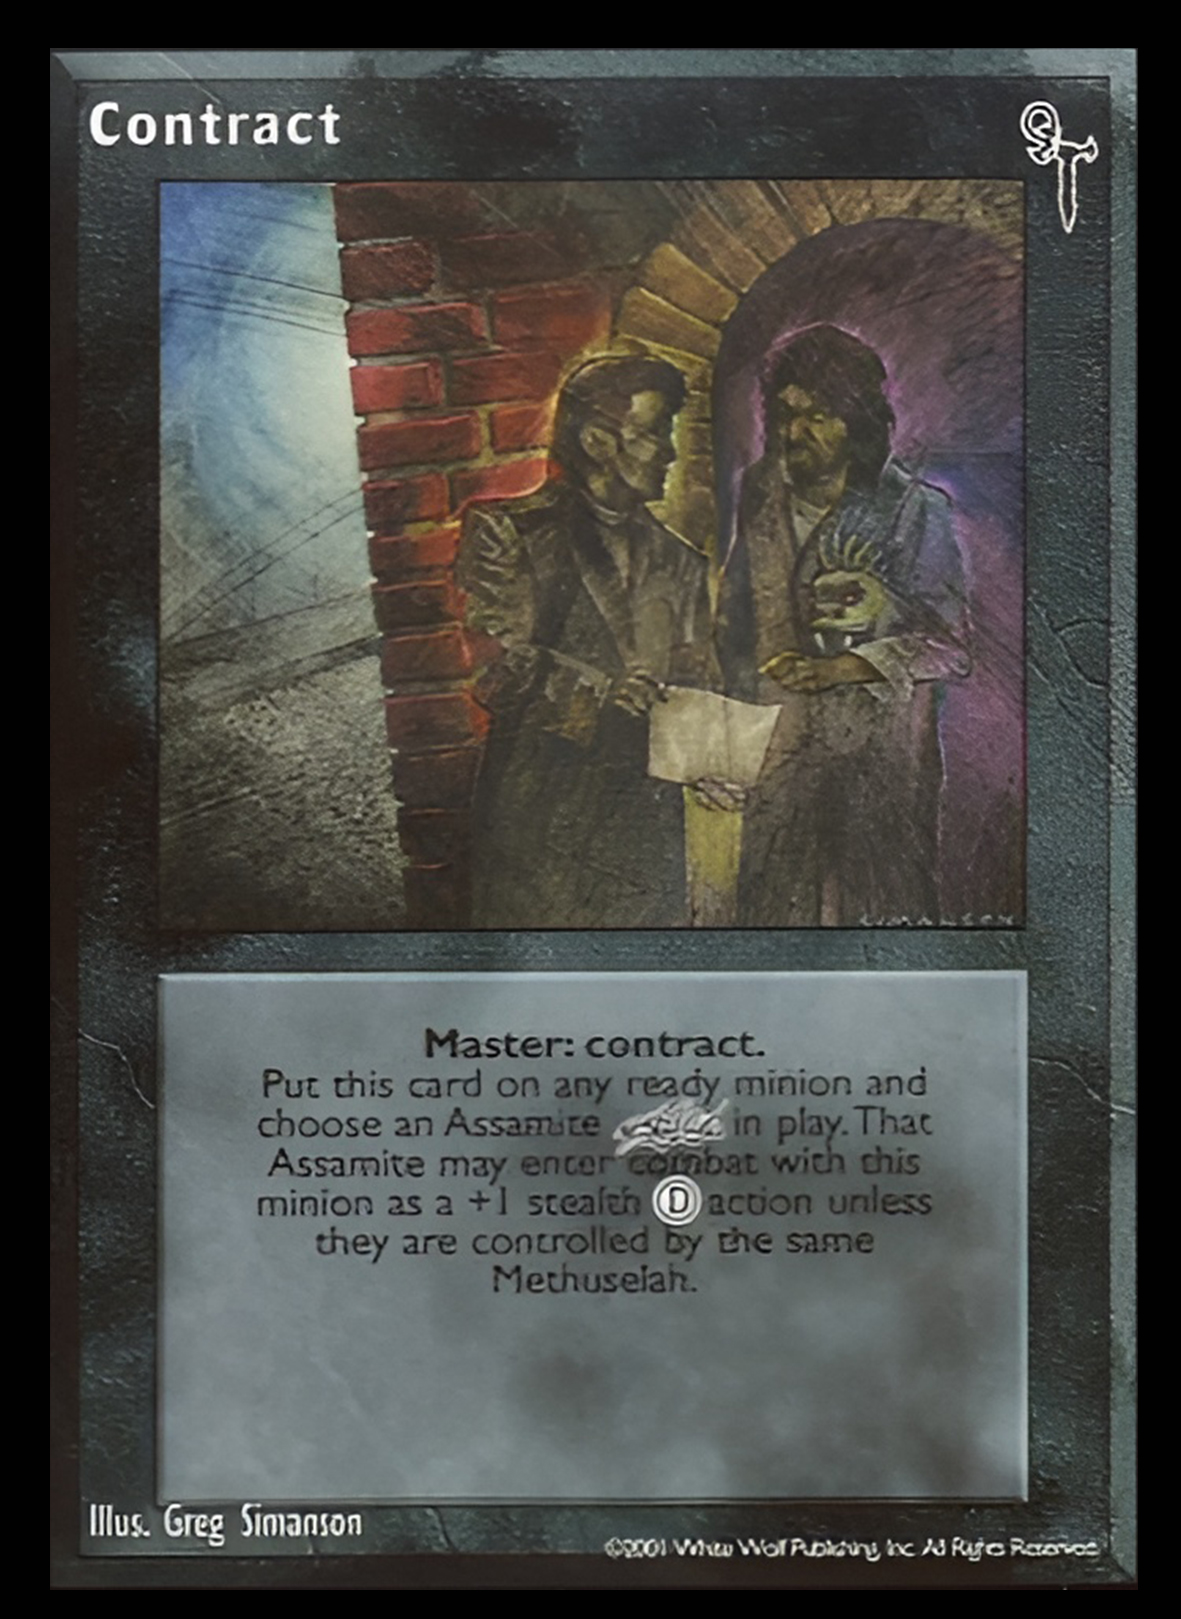 Contract
Master: contract.
Put this card on any ready minion and
choose an Assamite in play. That
Assamite may enter combat with this
minion as a +1 stealth D action unless
they are controlled by the same
Methuselah.
Illus. Greg Simanson
©2001 White Wolf Publishing, Inc. All Rights Reserved